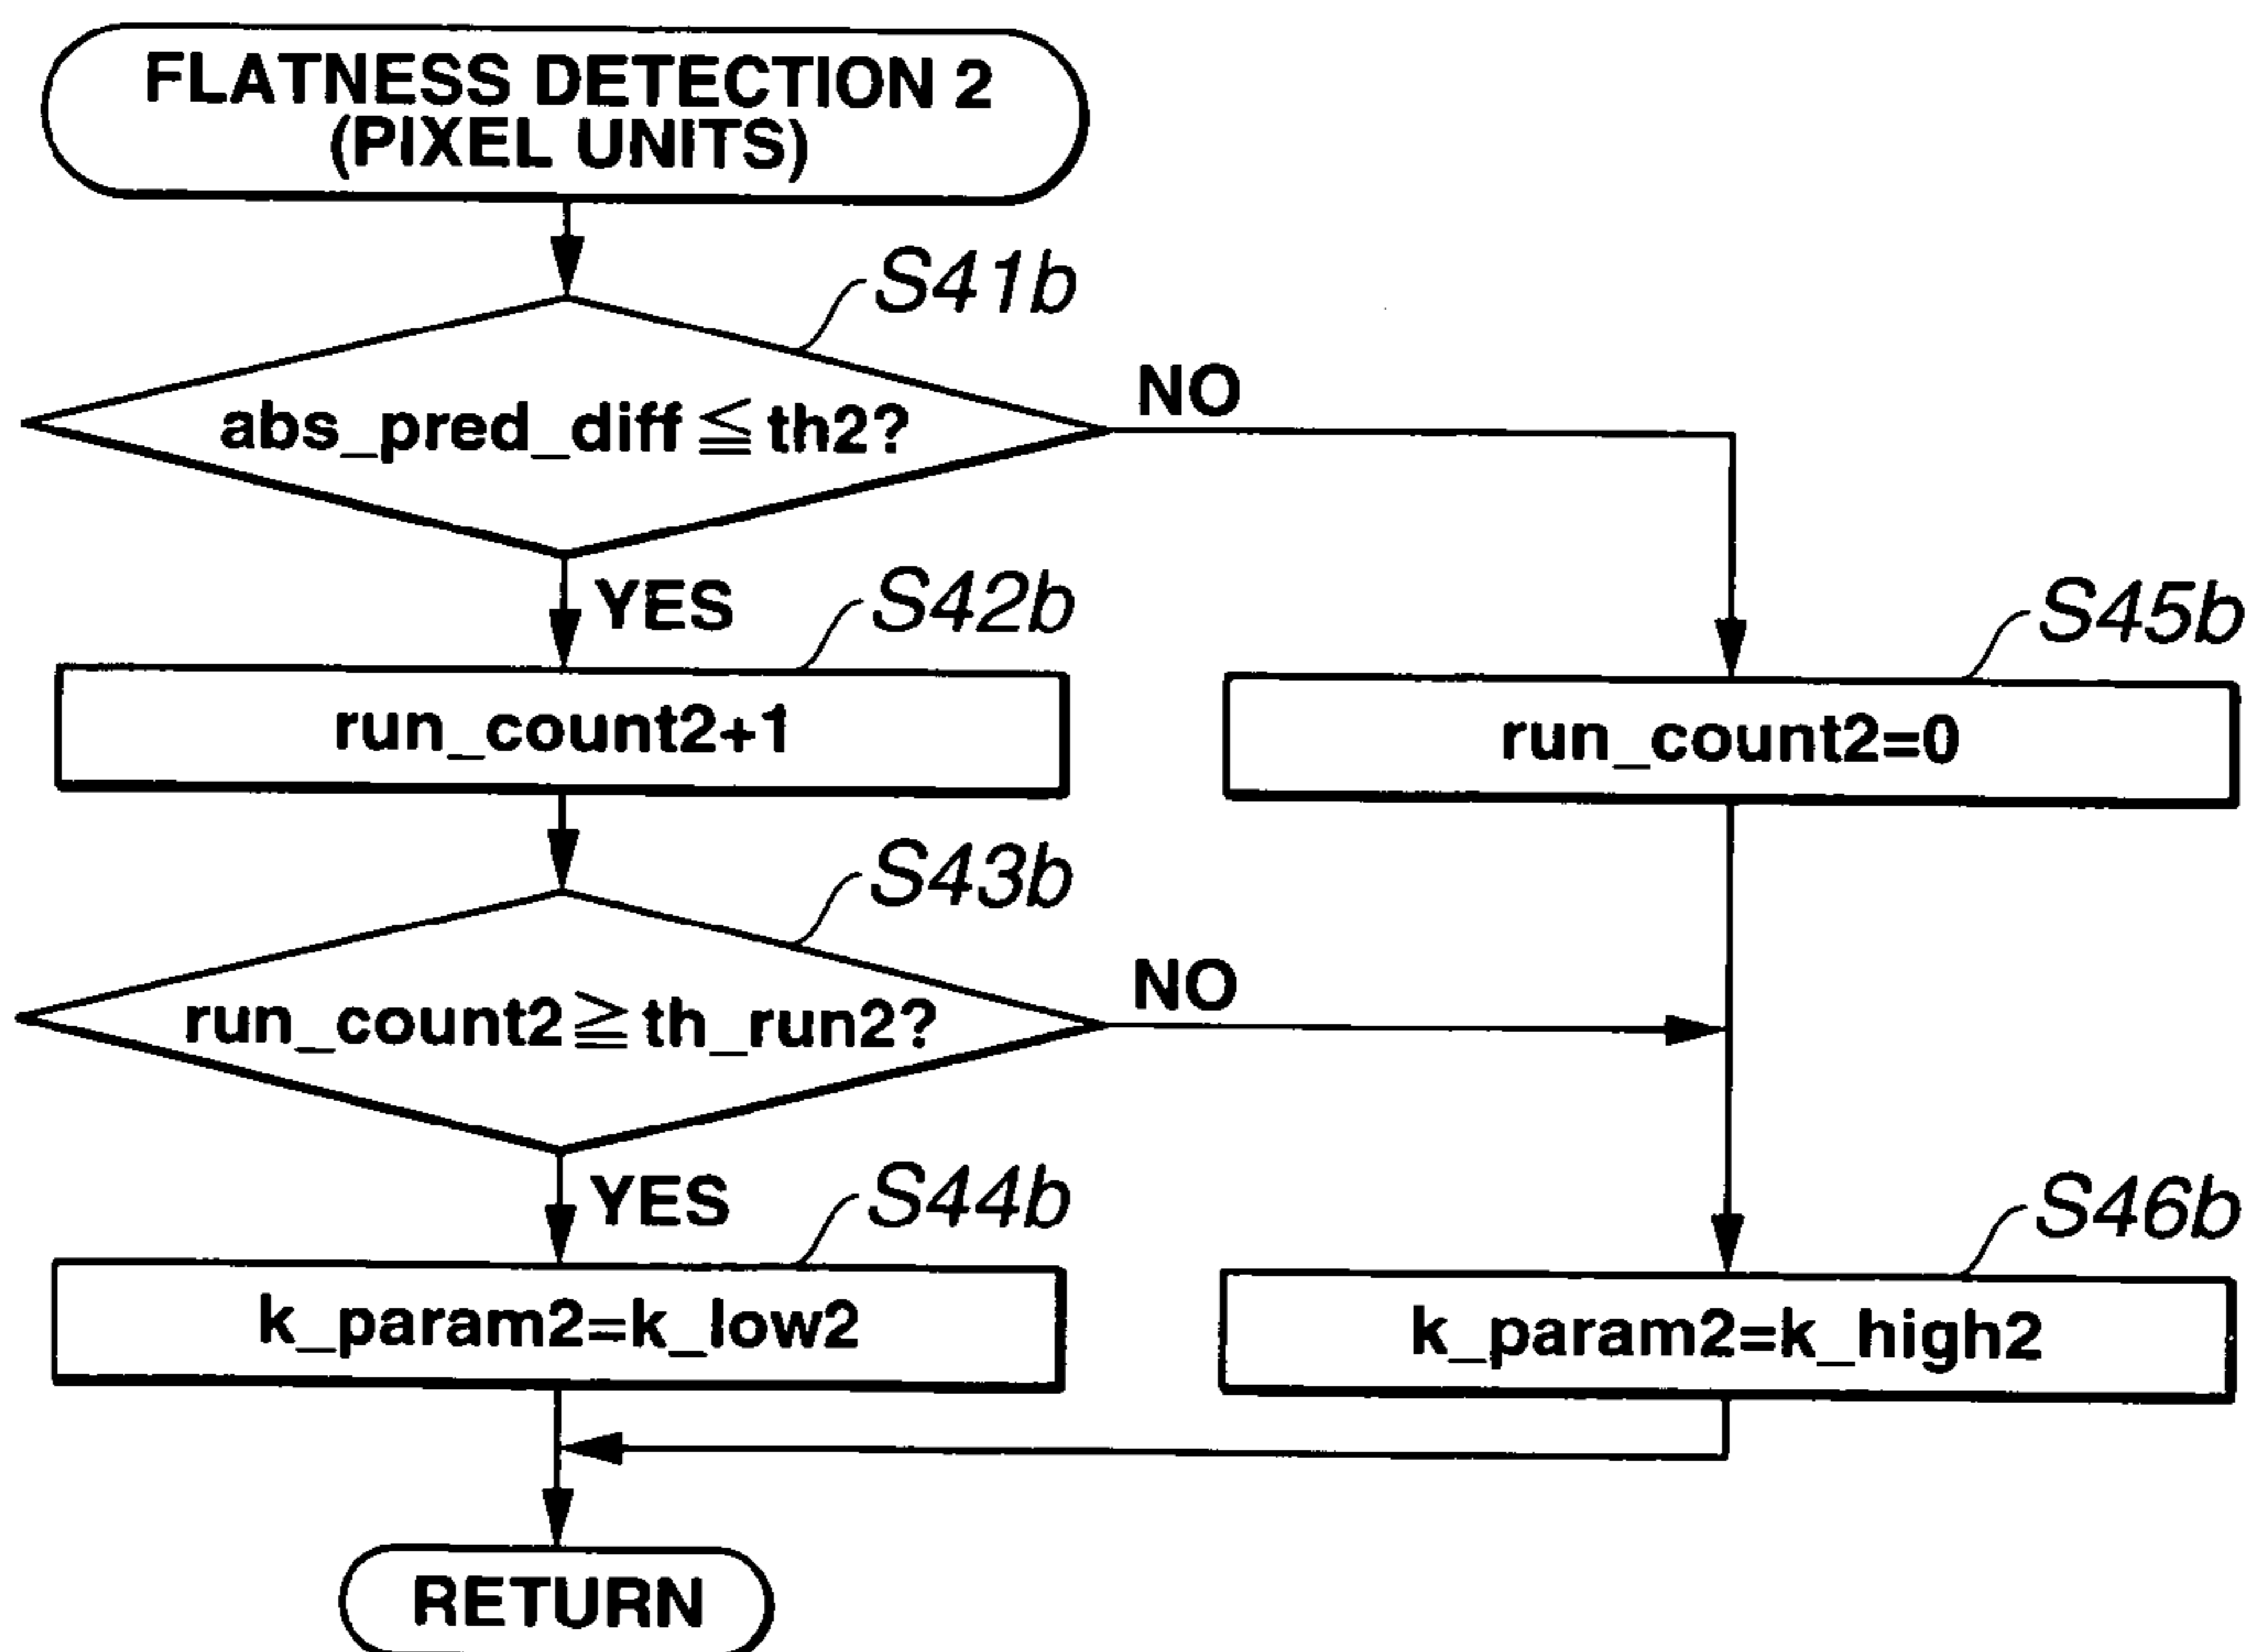 FLATNESS DETECTION 2
(PIXEL UNITS)
S41b
abs_pred_diff ≦ th2?
NO
YES
S42b
S45b
run_count2+1
run_count2=0
S43b
run_count2 ≧ th_run2?
NO
YES
S44b
S46b
k_param2=k_low2
k_param2=k_high2
RETURN